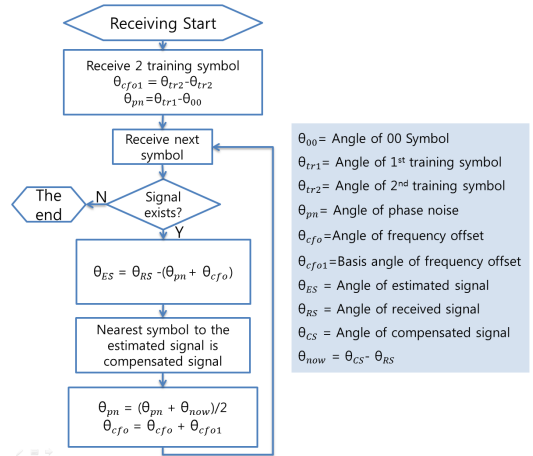 Receiving Start
Receive 2 training symbol
θcfo1 = θtr2-θtr2
θpn=θtr1-θ00
Receive next
symbol
Signal
exists?
N
The
end
Y
θES = θRS -(θpn + θcfo)
Nearest symbol to the
estimated signal is
compensated signal
θpn = (θpn + θnow)/2
θcfo = θcfo + θcfo1
θ00= Angle of 00 Symbol
θtr1= Angle of 1st training symbol
θtr2= Angle of 2nd training symbol
θpn= Angle of phase noise
θcfo=Angle of frequency offset
θcfo1=Basis angle of frequency offset
θES = Angle of estimated signal
θRS = Angle of received signal
θCS = Angle of compensated signal
θnow = θCS- θRS